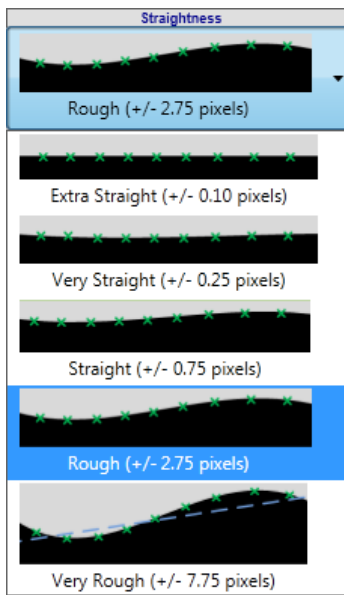 Straightness
Rough (+/- 2.75 pixels)
Extra Straight (+/- 0.10 pixels)
Very Straight (+/- 0.25 pixels)
Straight (+/- 0.75 pixels)
Rough (+/- 2.75 pixels)
Very Rough (+/- 7.75 pixels)